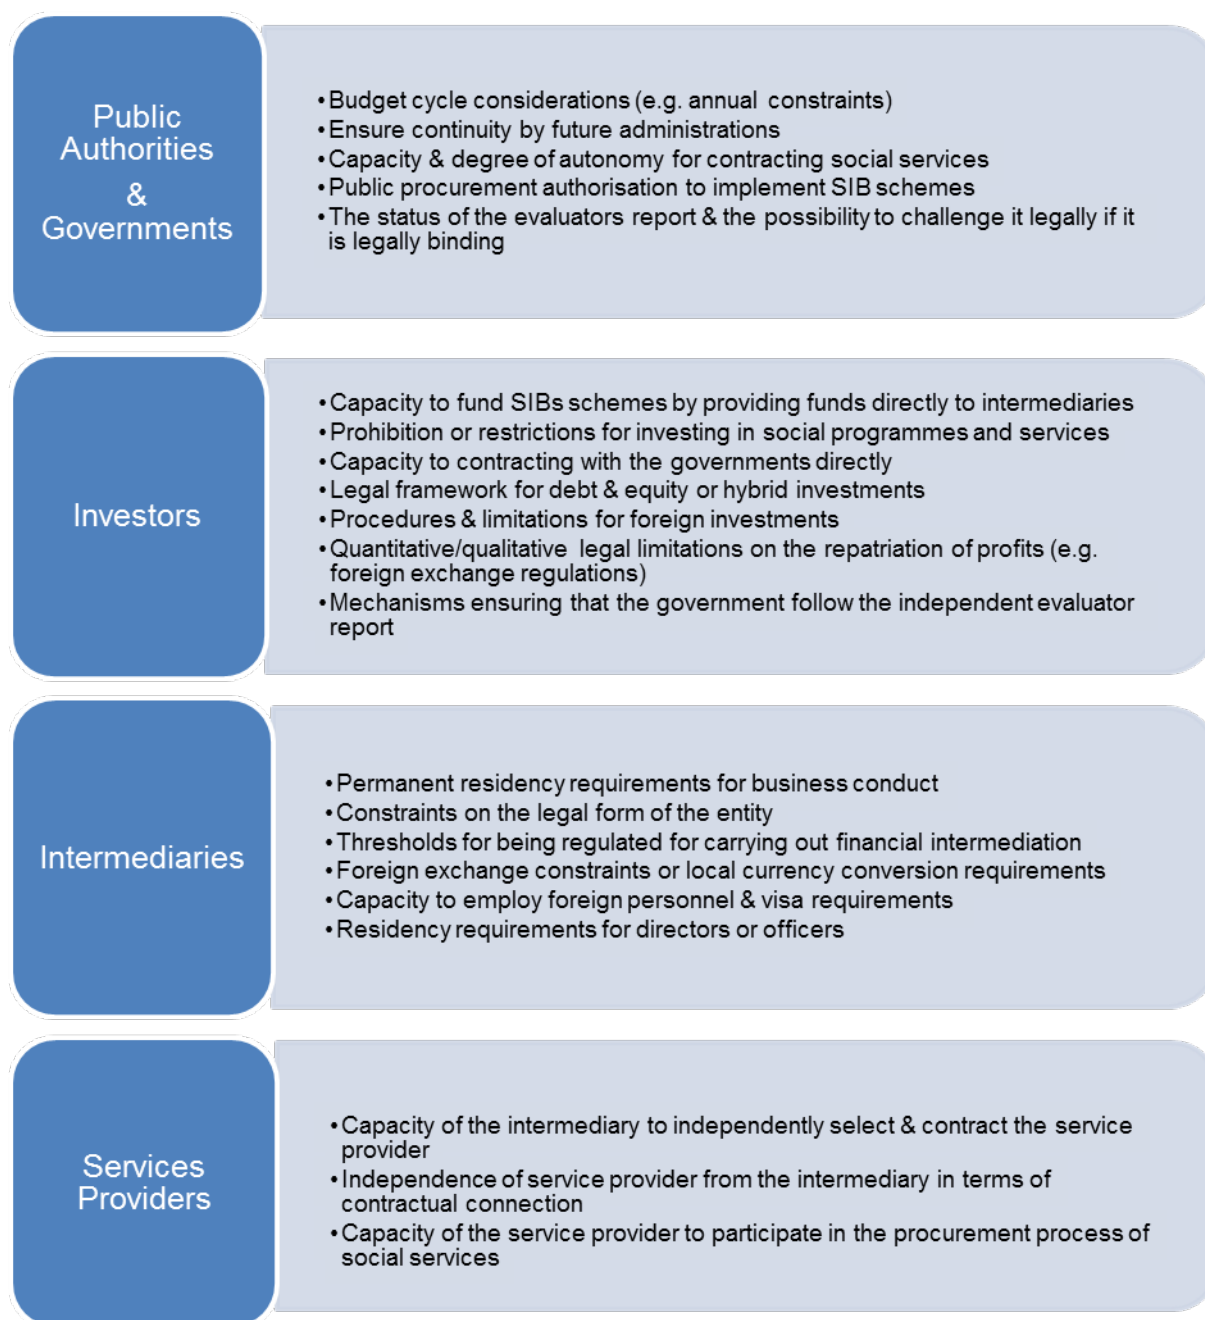 Public
Authorities
&
Governments
•Budget cycle considerations (e.g. annual constraints)
•Ensure continuity by future administrations
•Capacity & degree of autonomy for contracting social services
•Public procurement authorisation to implement SIB schemes
•The status of the evaluators report & the possibility to challenge it legally if it
is legally binding
Investors
•Capacity to fund SIBs schemes by providing funds directly to intermediaries
•Prohibition or restrictions for investing in social programmes and services
•Capacity to contracting with the governments directly
•Legal framework for debt & equity or hybrid investments
•Procedures & limitations for foreign investments
•Quantitative/qualitative legal limitations on the repatriation of profits (e.g.
foreign exchange regulations)
•Mechanisms ensuring that the government follow the independent evaluator
report
Intermediaries
•Permanent residency requirements for business conduct
•Constraints on the legal form of the entity
•Thresholds for being regulated for carrying out financial intermediation
•Foreign exchange constraints or local currency conversion requirements
•Capacity to employ foreign personnel & visa requirements
•Residency requirements for directors or officers
Services
Providers
•Capacity of the intermediary to independently select & contract the service
provider
•Independence of service provider from the intermediary in terms of
contractual connection
•Capacity of the service provider to participate in the procurement process of
social services